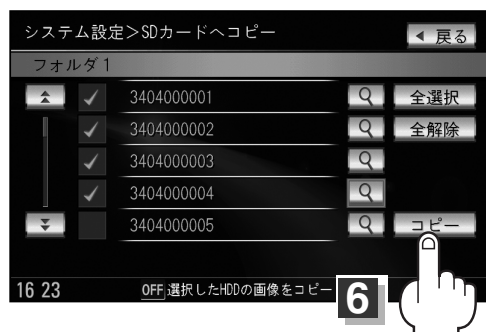 システム設定＞SDカードへコピー
戻る
フォルダ1
3404000001
全選択
3404000002
全解除
3404000003
3404000004
3404000005
コピー
16 23
OFF 選択したHDDの画像をコピー
6